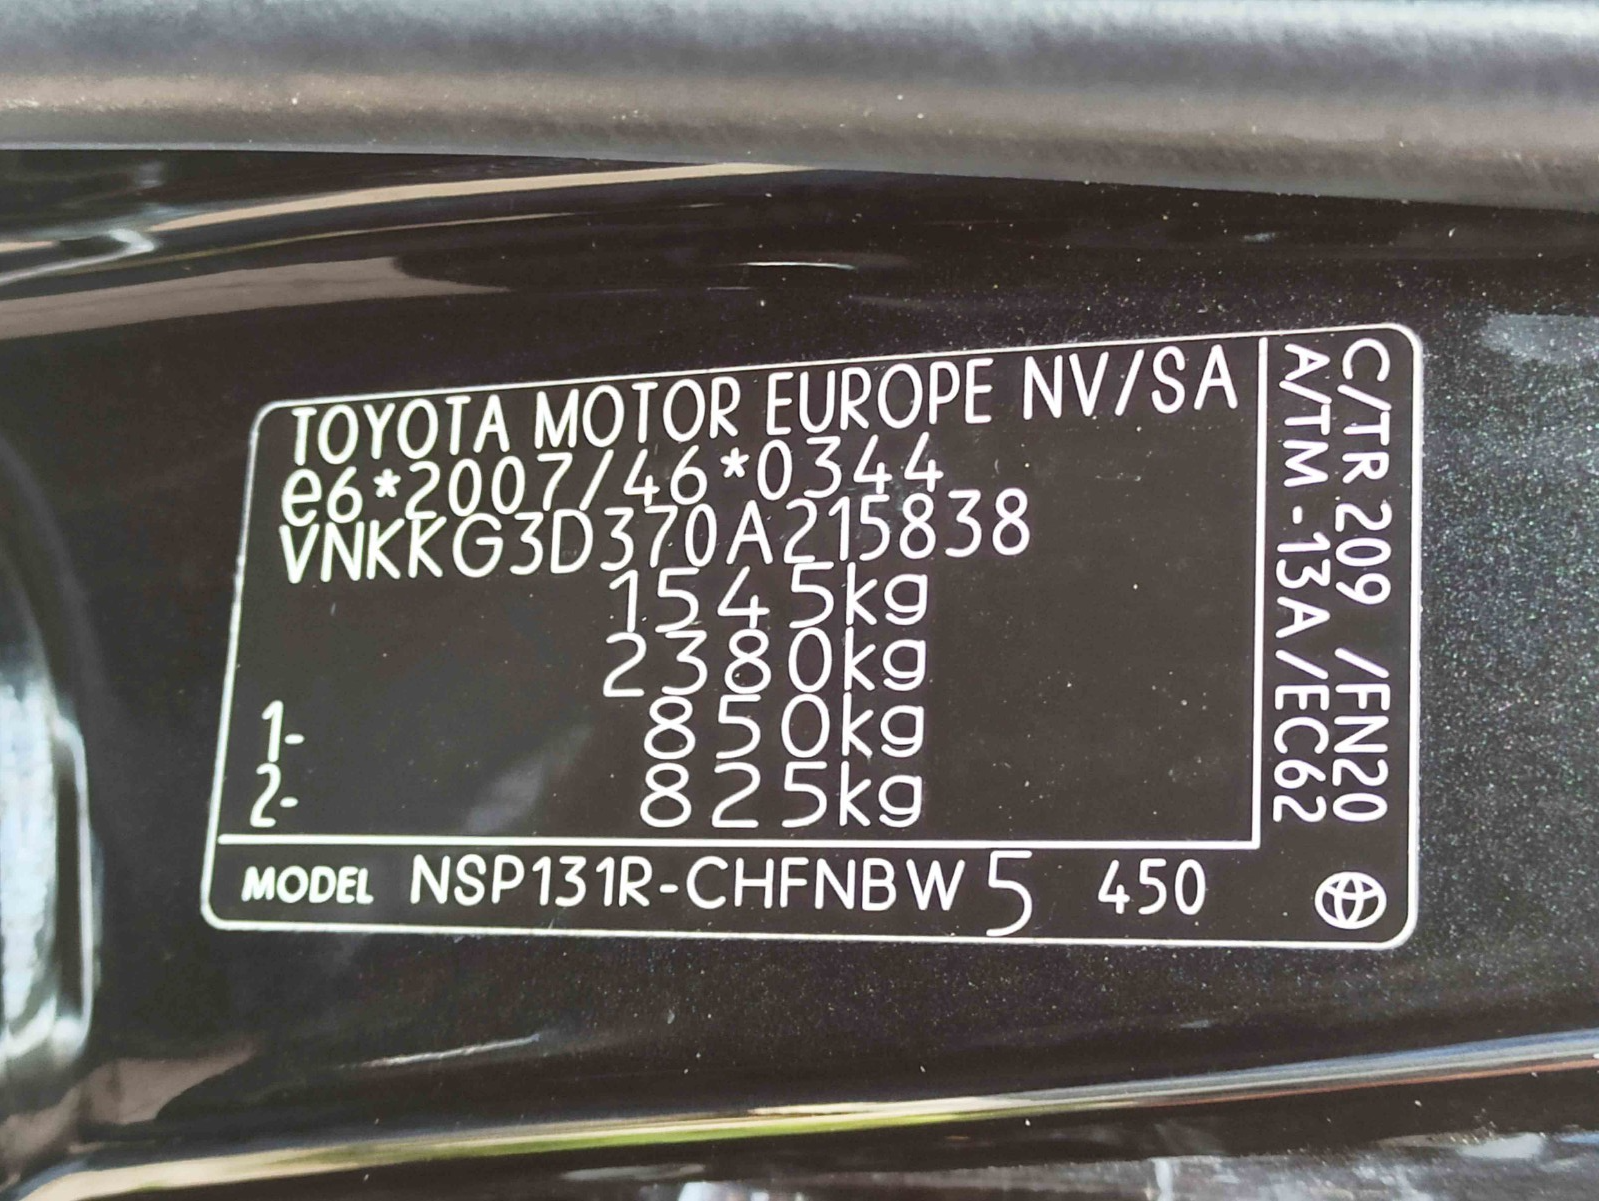 TOYOTA MOTOR EUROPE NV/SA
e6*2007/46*0344
VNKKG3D370A215838
1545kg
2380kg
1- 850kg
2- 825kg
MODEL NSP131R-CHFNBW 5 450
C/TR 209 /FN20
A/TM -13A/EC62